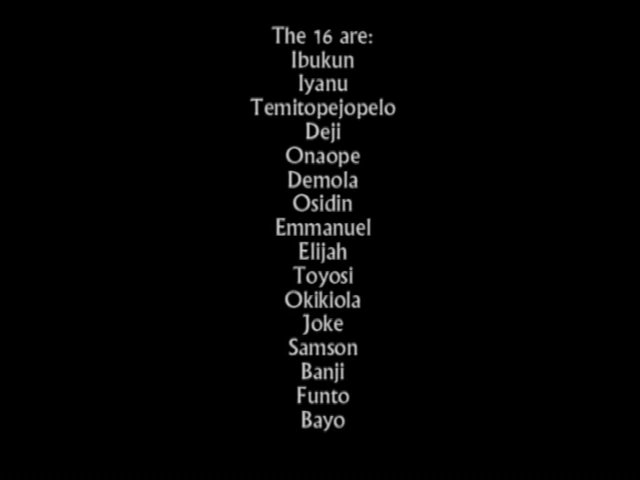 The 16 are:
Ibukun
Iyanu
Temitopejopelo
Deji
Onaope
Demola
Osidin
Emmanuel
Elijah
Toyosi
Okikiola
Joke
Samson
Banji
Funto
Bayo